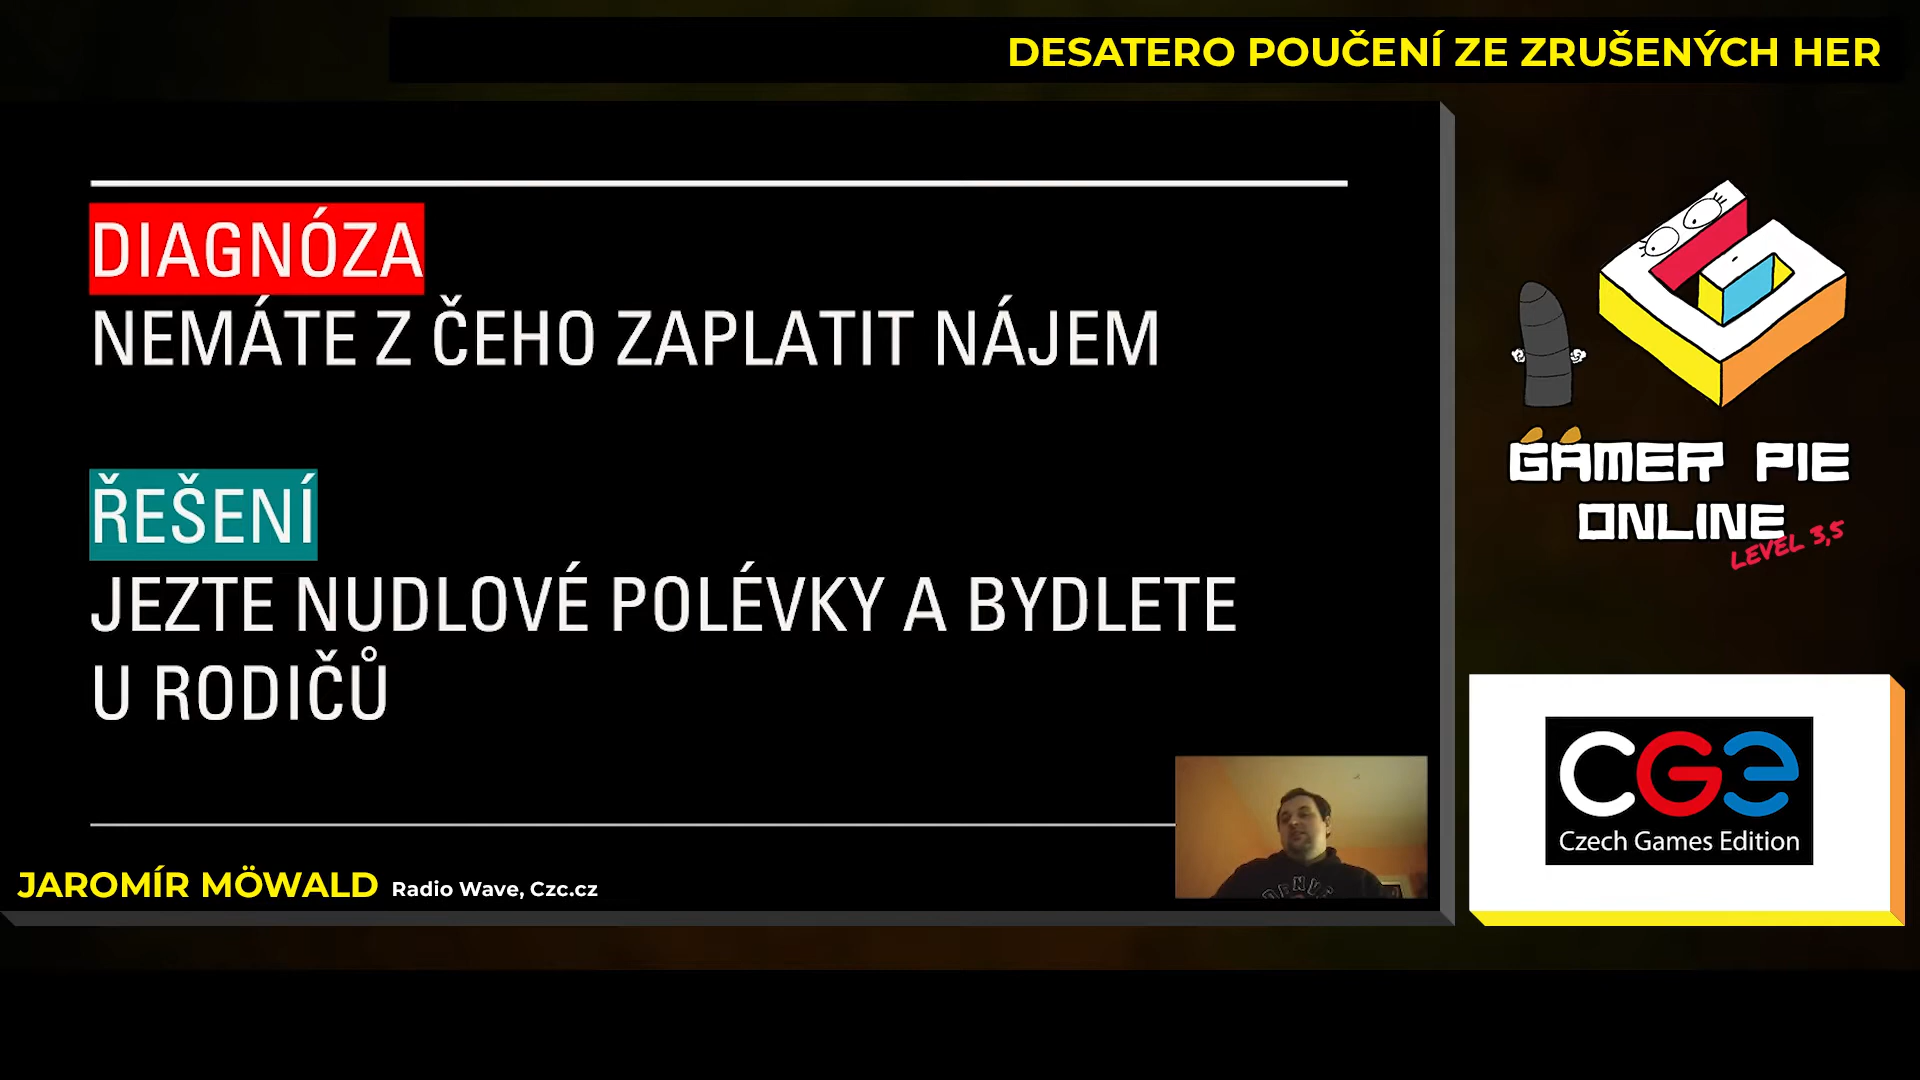 DESATERO POUČENÍ ZE ZRUŠENÝCH HER
DIAGNÓZA
NEMÁTE Z ČEHO ZAPLATIT NÁJEM
ŘEŠENÍ
JEZTE NUDLOVÉ POLÉVKY A BYDLETE
U RODIČŮ
JAROMÍR MÖWALD Radio Wave, Czc.cz
GAMER PIE
ONLINE
LEVEL 3,5
CGE
Czech Games Edition